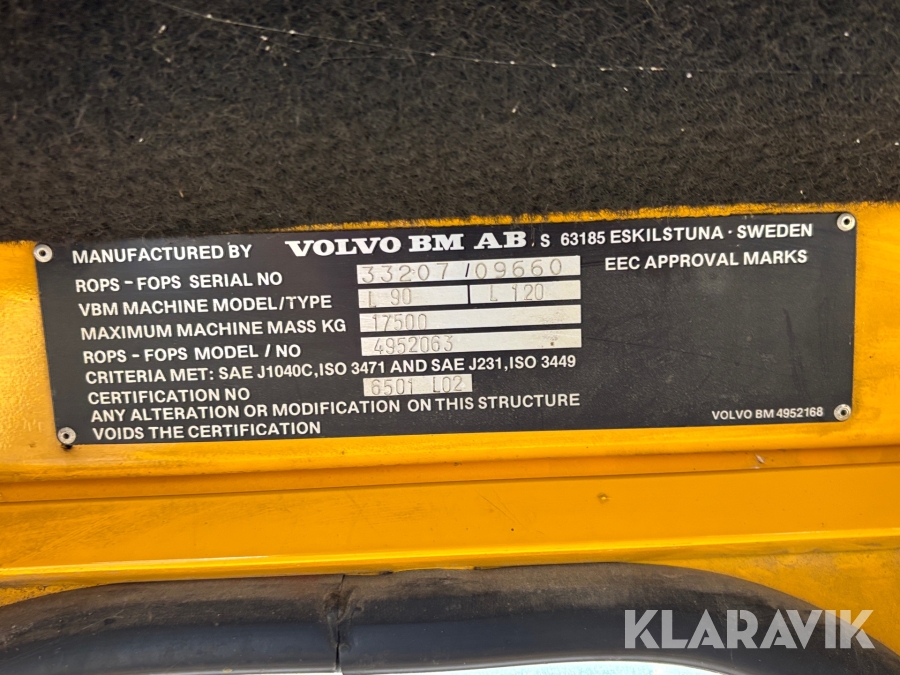 MANUFACTURED BY VOLVO BM AB, S 63185 ESKILSTUNA · SWEDEN
ROPS - FOPS SERIAL NO 33207/09660 EEC APPROVAL MARKS
VBM MACHINE MODEL/TYPE L 90 L 120
MAXIMUM MACHINE MASS KG 17500
ROPS - FOPS MODEL / NO 4952063
CRITERIA MET: SAE J1040C, ISO 3471 AND SAE J231, ISO 3449
CERTIFICATION NO 6501 L02
ANY ALTERATION OR MODIFICATION ON THIS STRUCTURE
VOIDS THE CERTIFICATION
VOLVO BM 4952168
KLARAVIK